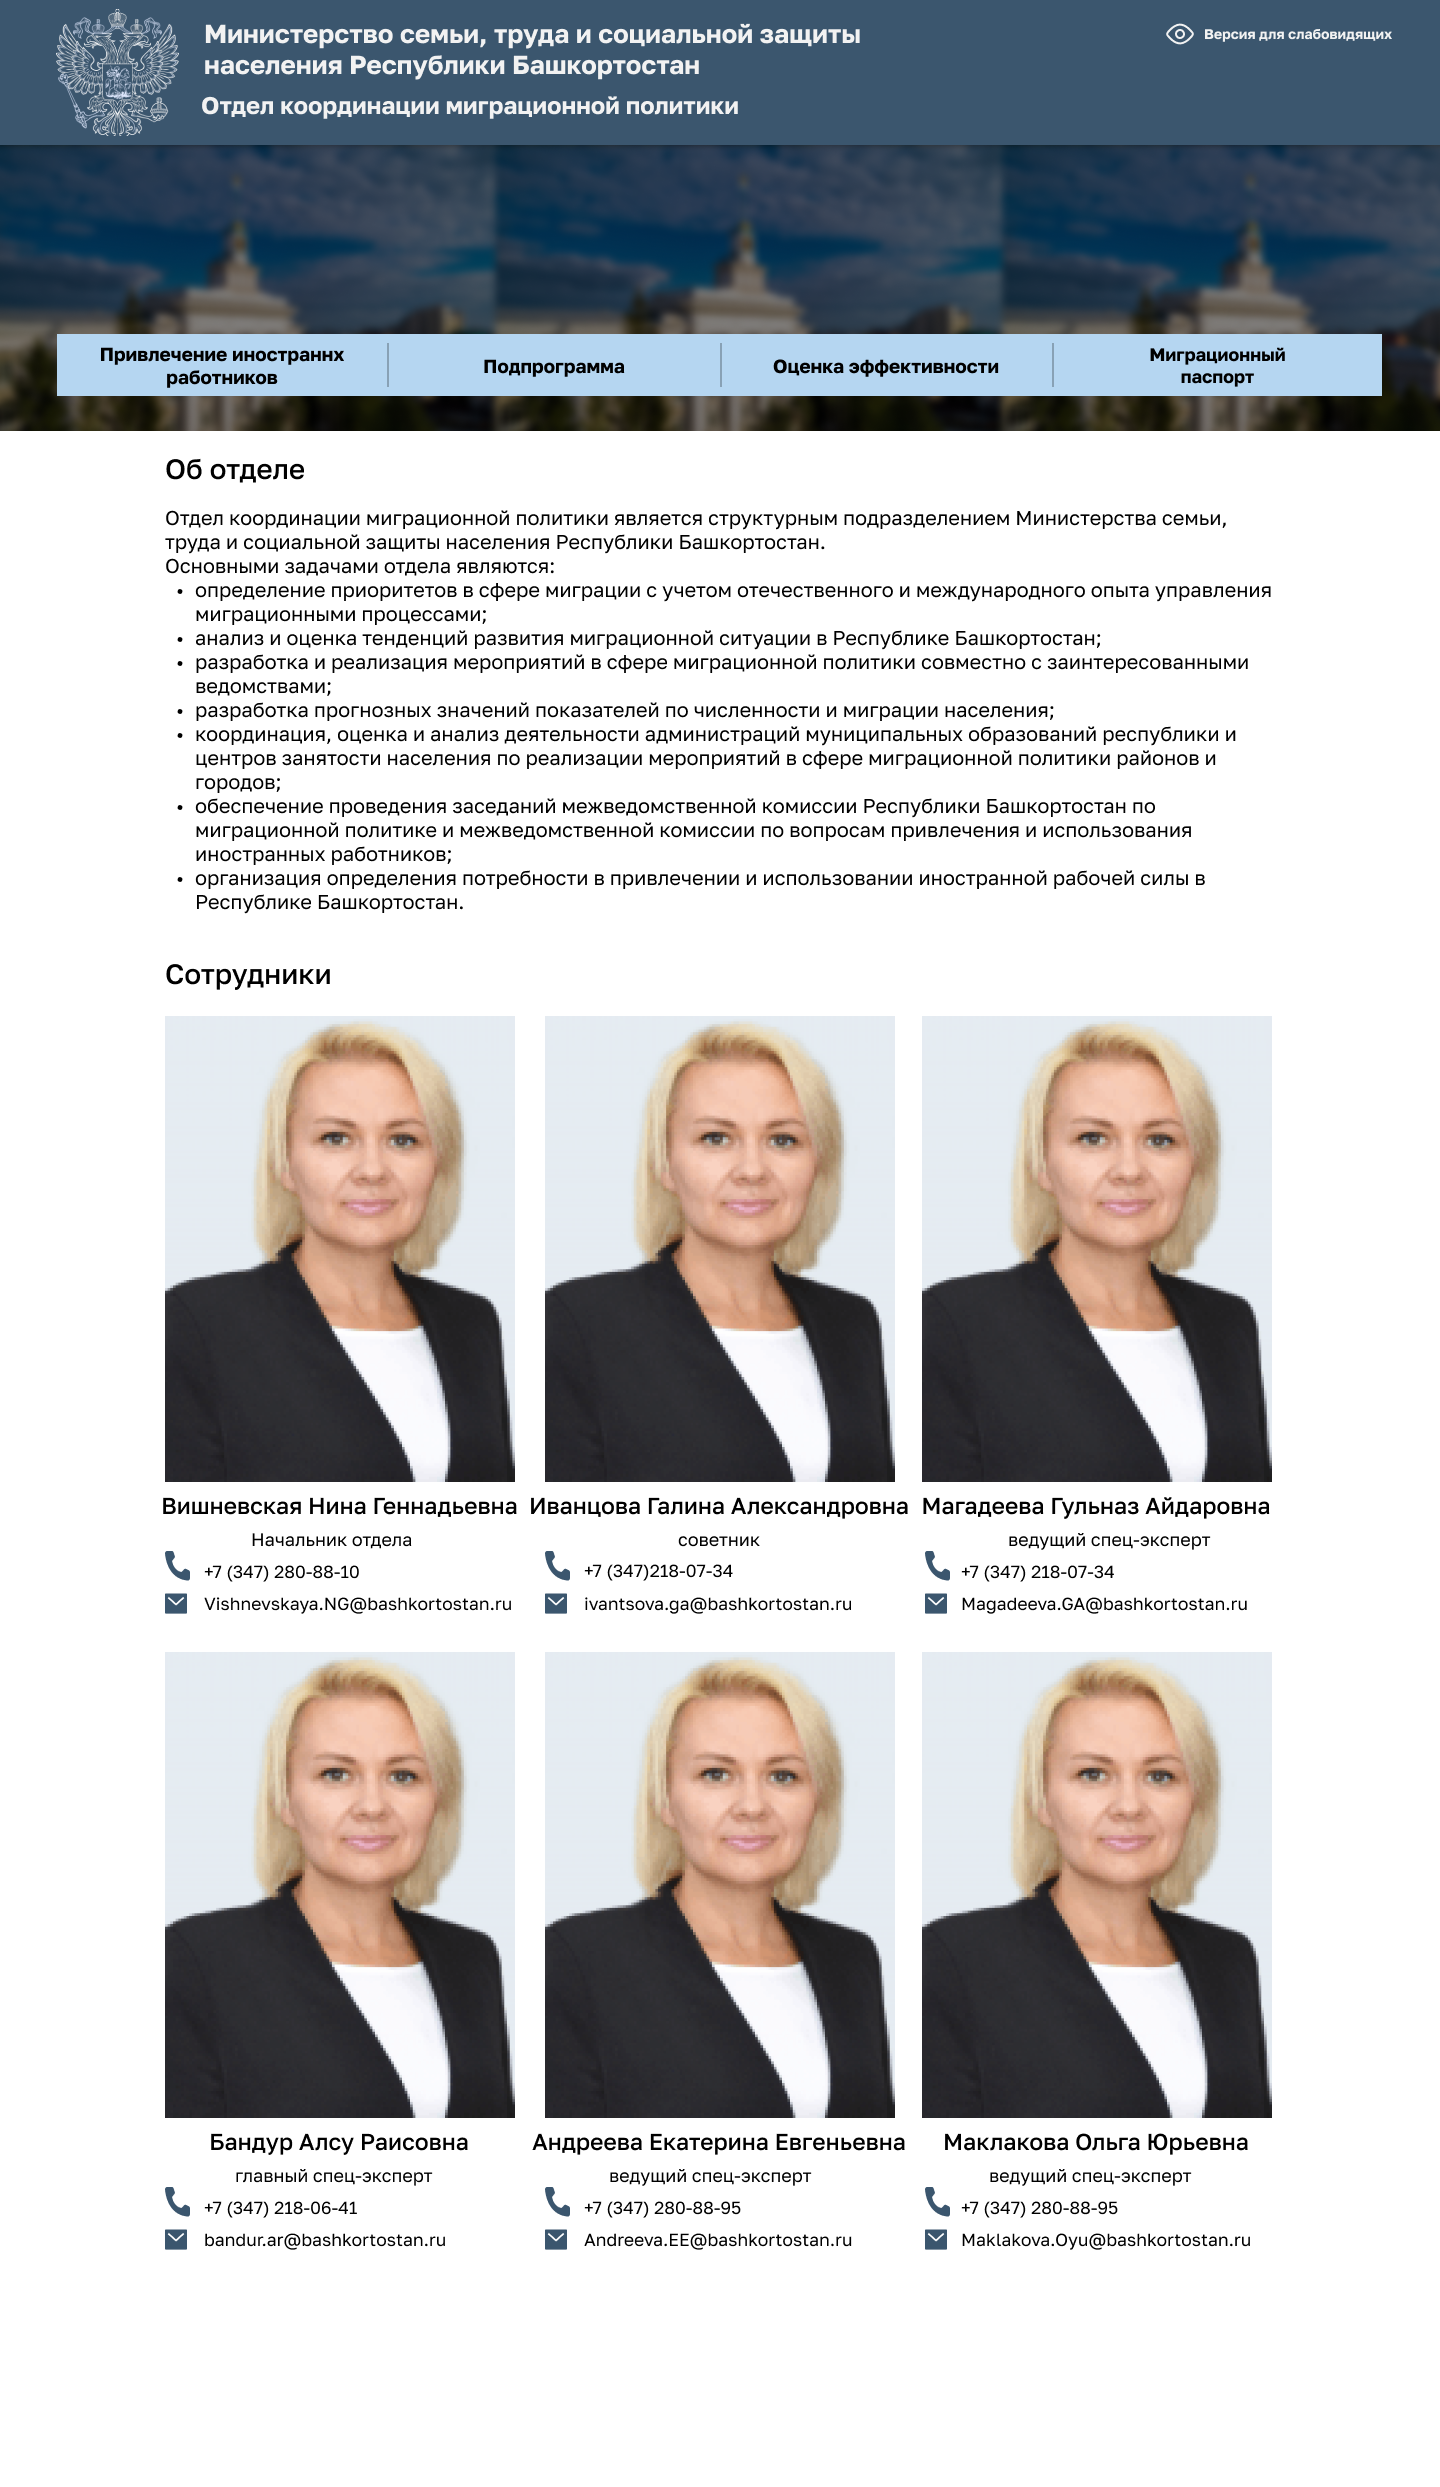 Министерство семьи, труда и социальной защиты
населения Республики Башкортостан
Отдел координации миграционной политики
Версия для слабовидящих
Привлечение иностраннх
работников
Подпрограмма
Оценка эффективности
Миграционный
паспорт
Об отделе
Отдел координации миграционной политики является структурным подразделением Министерства семьи,
труда и социальной защиты населения Республики Башкортостан.
Основными задачами отдела являются:
• определение приоритетов в сфере миграции с учетом отечественного и международного опыта управления
миграционными процессами;
• анализ и оценка тенденций развития миграционной ситуации в Республике Башкортостан;
• разработка и реализация мероприятий в сфере миграционной политики совместно с заинтересованными
ведомствами;
• разработка прогнозных значений показателей по численности и миграции населения;
• координация, оценка и анализ деятельности администраций муниципальных образований республики и
центров занятости населения по реализации мероприятий в сфере миграционной политики районов и
городов;
• обеспечение проведения заседаний межведомственной комиссии Республики Башкортостан по
миграционной политике и межведомственной комиссии по вопросам привлечения и использования
иностранных работников;
• организация определения потребности в привлечении и использовании иностранной рабочей силы в
Республике Башкортостан.
Сотрудники
Вишневская Нина Геннадьевна
Начальник отдела
+7 (347) 280-88-10
Vishnevskaya.NG@bashkortostan.ru
Иванцова Галина Александровна
советник
+7 (347)218-07-34
ivantsova.ga@bashkortostan.ru
Магадеева Гульназ Айдаровна
ведущий спец-эксперт
+7 (347) 218-07-34
Magadeeva.GA@bashkortostan.ru
Бандур Алсу Раисовна
главный спец-эксперт
+7 (347) 218-06-41
bandur.ar@bashkortostan.ru
Андреева Екатерина Евгеньевна
ведущий спец-эксперт
+7 (347) 280-88-95
Andreeva.EE@bashkortostan.ru
Маклакова Ольга Юрьевна
ведущий спец-эксперт
+7 (347) 280-88-95
Maklakova.Oyu@bashkortostan.ru